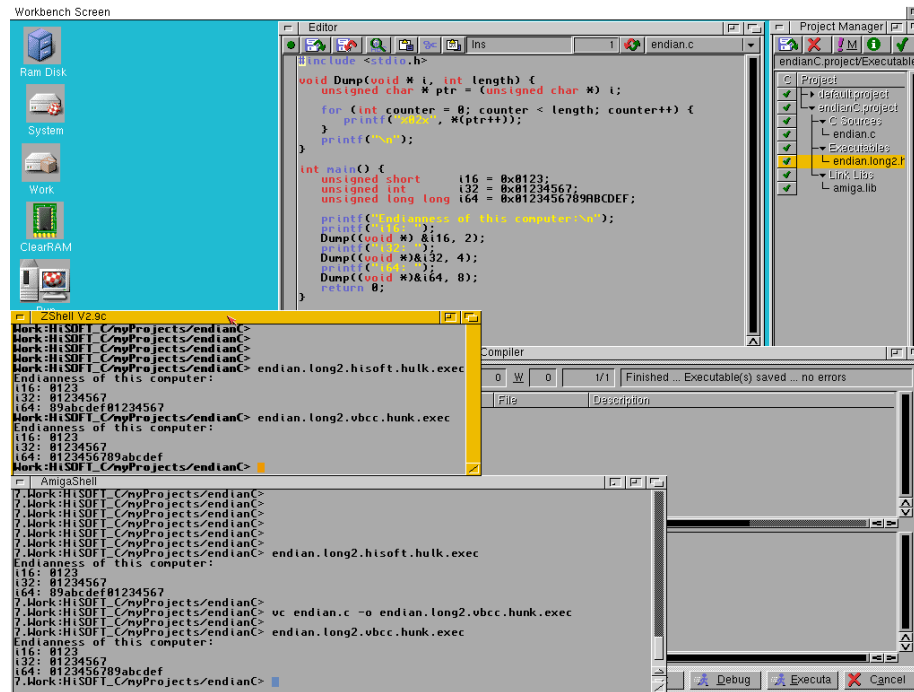 Workbench Screen
Ram Disk
System
Work
ClearRAM
Editor
Ins 1 endian.c
#include <stdio.h>
void Dump(void * i, int length) {
unsigned char * ptr = (unsigned char *) i;
for (int counter = 0; counter < length; counter++) {
printf("%02x", *(ptr++));
}
printf("\n");
}
int main() {
unsigned short i16 = 0x0123;
unsigned int i32 = 0x01234567;
unsigned long long i64 = 0x0123456789ABCDEF;
printf("Endianness of this computer:\n");
printf("i16: ");
Dump((void *) &i16, 2);
printf("i32: ");
Dump((void *)&i32, 4);
printf("i64: ");
Dump((void *)&i64, 8);
return 0;
}
Project Manager
M
endianC.project/Executable
C Project
default.project
endianC.project
C Sources
endian.c
Executables
endian.long2.h
Link Libs
amiga.lib
ZShell V2.9c
Work:HiSOFT_C/myProjects/endianC>
Work:HiSOFT_C/myProjects/endianC>
Work:HiSOFT_C/myProjects/endianC>
Work:HiSOFT_C/myProjects/endianC>
Work:HiSOFT_C/myProjects/endianC> endian.long2.hisoft.hulk.exec
Endianness of this computer:
i16: 0123
i32: 01234567
i64: 89abcdef01234567
Work:HiSOFT_C/myProjects/endianC> endian.long2.vbcc.hunk.exec
Endianness of this computer:
i16: 0123
i32: 01234567
i64: 0123456789abcdef
Work:HiSOFT_C/myProjects/endianC>
Compiler
0 W 0 1/1 Finished ... Executable(s) saved ... no errors
File Description
AmigaShell
7.Work:HiSOFT_C/myProjects/endianC>
7.Work:HiSOFT_C/myProjects/endianC>
7.Work:HiSOFT_C/myProjects/endianC>
7.Work:HiSOFT_C/myProjects/endianC>
7.Work:HiSOFT_C/myProjects/endianC>
7.Work:HiSOFT_C/myProjects/endianC>
7.Work:HiSOFT_C/myProjects/endianC> endian.long2.hisoft.hulk.exec
Endianness of this computer:
i16: 0123
i32: 01234567
i64: 89abcdef01234567
7.Work:HiSOFT_C/myProjects/endianC>
7.Work:HiSOFT_C/myProjects/endianC> vc endian.c -o endian.long2.vbcc.hunk.exec
7.Work:HiSOFT_C/myProjects/endianC>
7.Work:HiSOFT_C/myProjects/endianC> endian.long2.vbcc.hunk.exec
Endianness of this computer:
i16: 0123
i32: 01234567
i64: 0123456789abcdef
7.Work:HiSOFT_C/myProjects/endianC>
Debug Executa Cancel